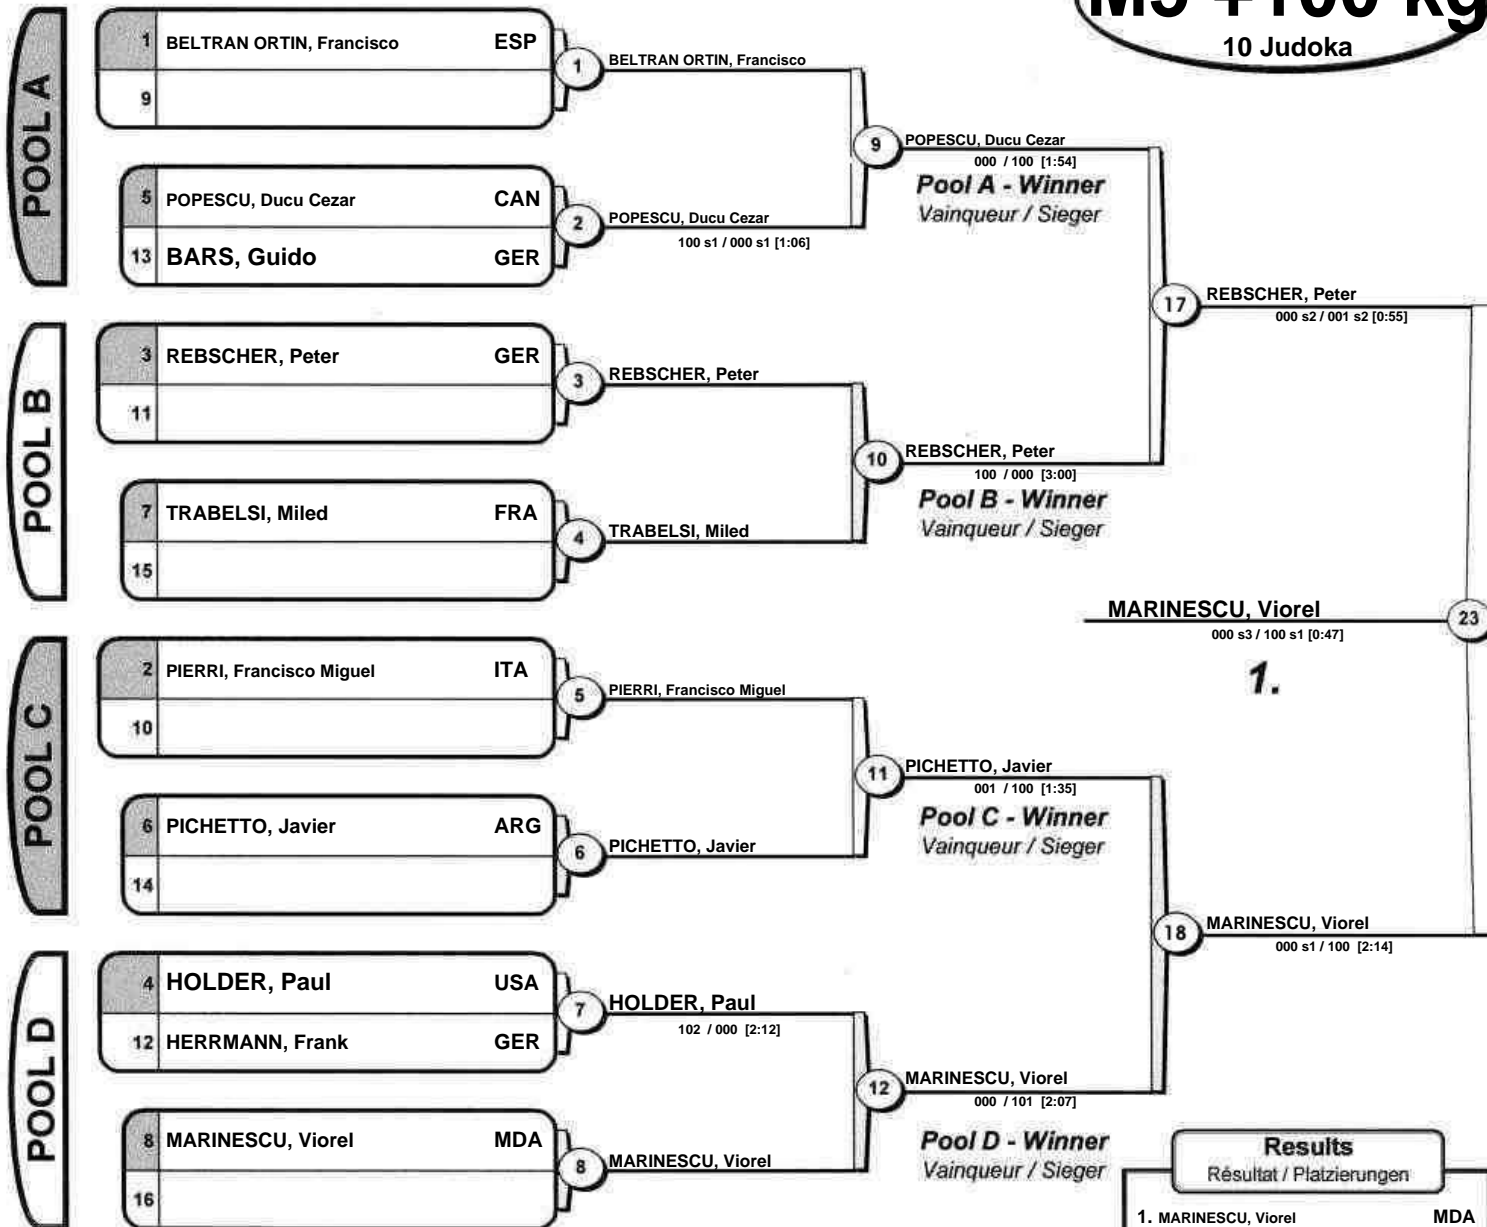 M5 +100 kg
10 Judoka
POOL A
1 BELTRAN ORTIN, Francisco ESP
9
1 BELTRAN ORTIN, Francisco
5 POPESCU, Ducu Cezar CAN
13 BARS, Guido GER
2 POPESCU, Ducu Cezar
100 s1 / 000 s1 [1:06]
9 POPESCU, Ducu Cezar
000 / 100 [1:54]
Pool A - Winner
Vainqueur / Sieger
POOL B
3 REBSCHER, Peter GER
11
3 REBSCHER, Peter
7 TRABELSI, Miled FRA
15
4 TRABELSI, Miled
10 REBSCHER, Peter
100 / 000 [3:00]
Pool B - Winner
Vainqueur / Sieger
17 REBSCHER, Peter
000 s2 / 001 s2 [0:55]
MARINESCU, Viorel 23
000 s3 / 100 s1 [0:47]
1.
POOL C
2 PIERRI, Francisco Miguel ITA
10
5 PIERRI, Francisco Miguel
6 PICHETTO, Javier ARG
14
6 PICHETTO, Javier
11 PICHETTO, Javier
001 / 100 [1:35]
Pool C - Winner
Vainqueur / Sieger
POOL D
4 HOLDER, Paul USA
12 HERRMANN, Frank GER
7 HOLDER, Paul
102 / 000 [2:12]
8 MARINESCU, Viorel MDA
16
8 MARINESCU, Viorel
12 MARINESCU, Viorel
000 / 101 [2:07]
Pool D - Winner
Vainqueur / Sieger
18 MARINESCU, Viorel
000 s1 / 100 [2:14]
Results
Résultat / Platzierungen
1. MARINESCU, Viorel MDA